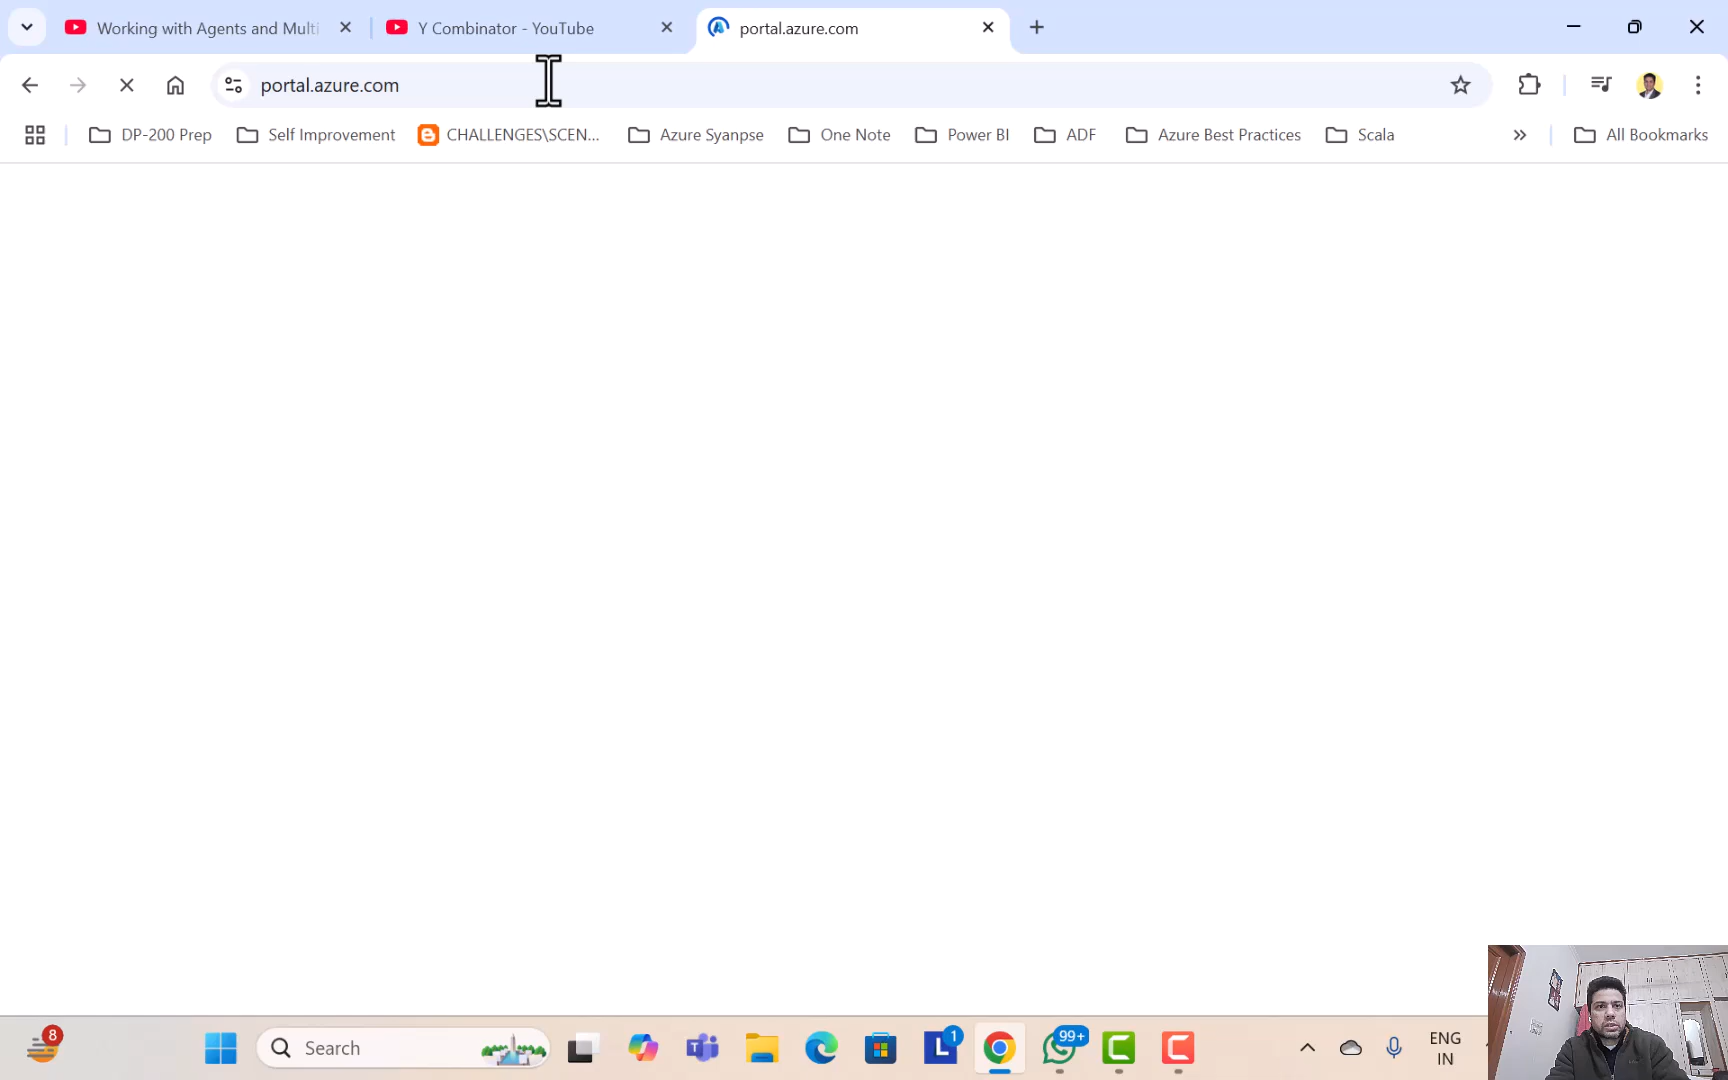 Working with Agents and Multi
Y Combinator - YouTube
portal.azure.com
portal.azure.com
DP-200 Prep
Self Improvement
CHALLENGES\SCEN...
Azure Syanpse
One Note
Power BI
ADF
Azure Best Practices
Scala
All Bookmarks
8
Search
1
99+
ENG
IN